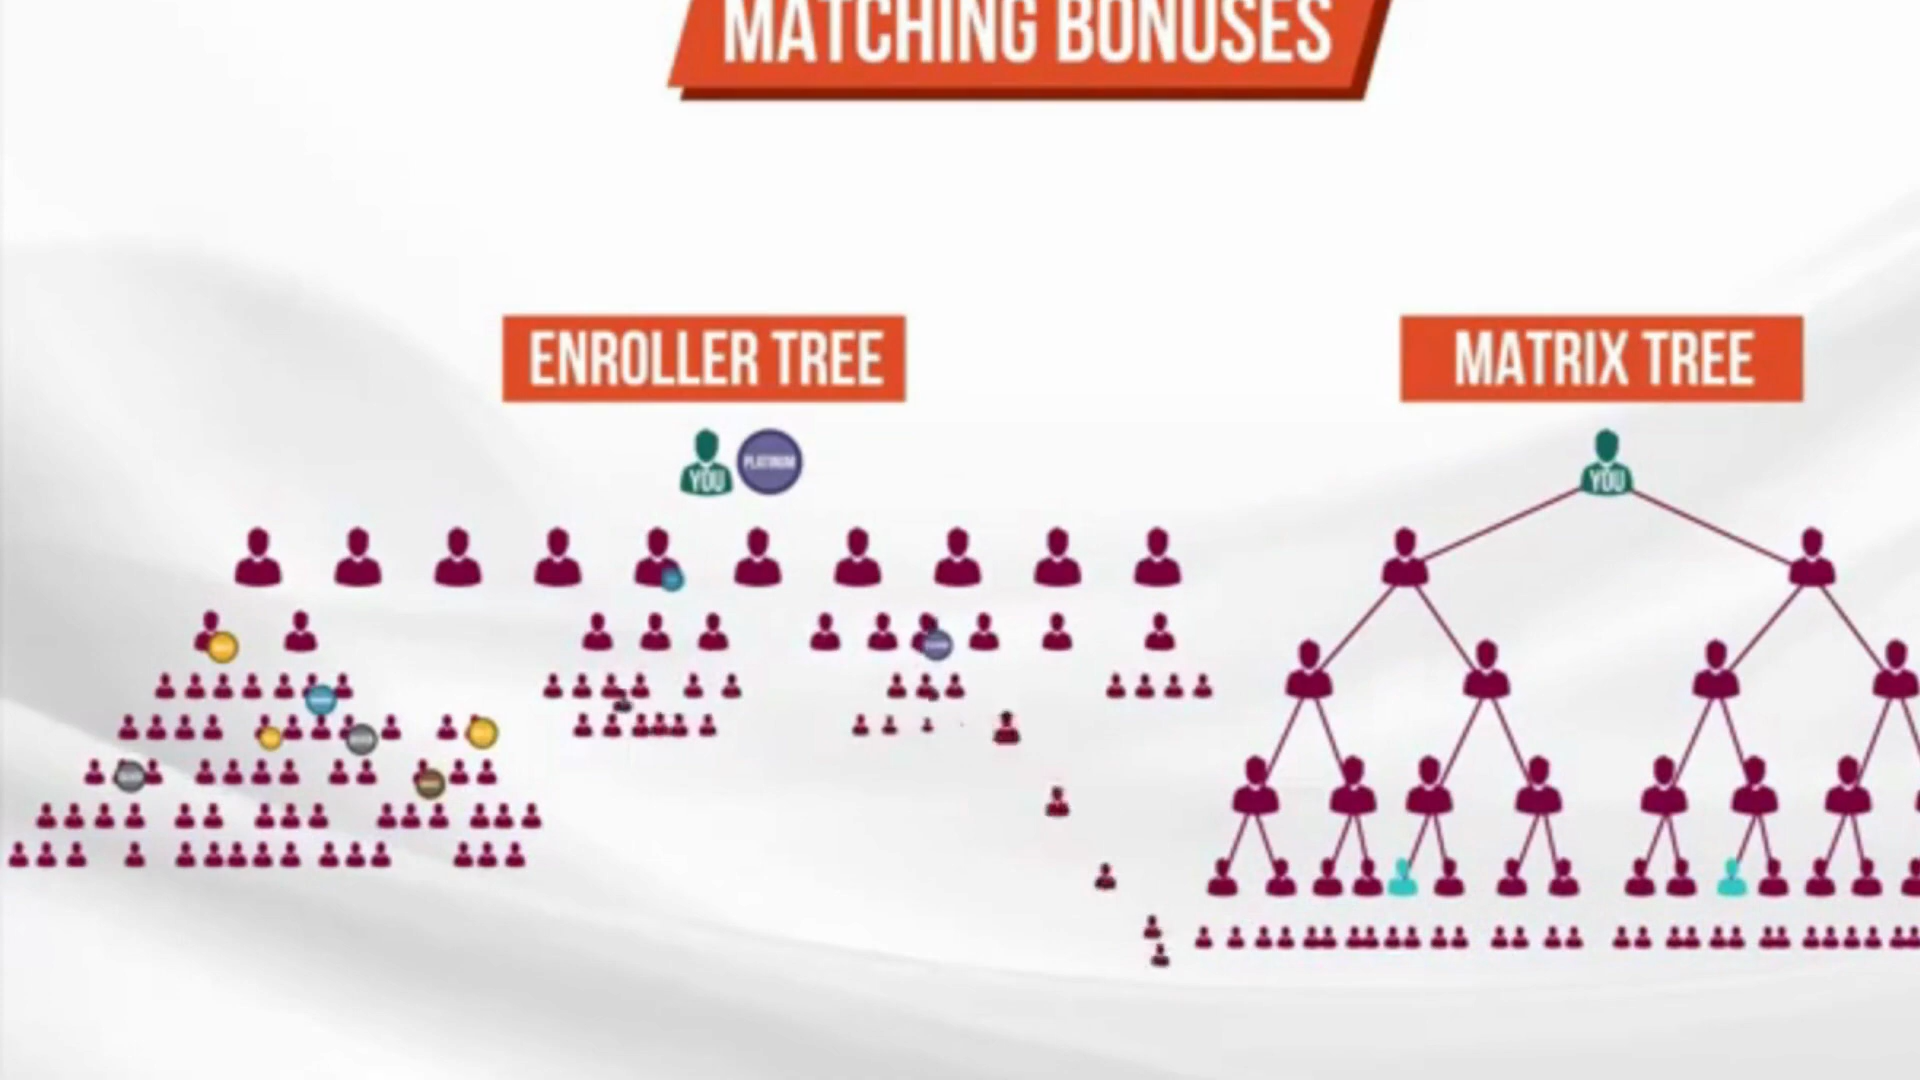 MATCHING BONUSES
ENROLLER TREE
MATRIX TREE
YOU
PLATINUM
YOU